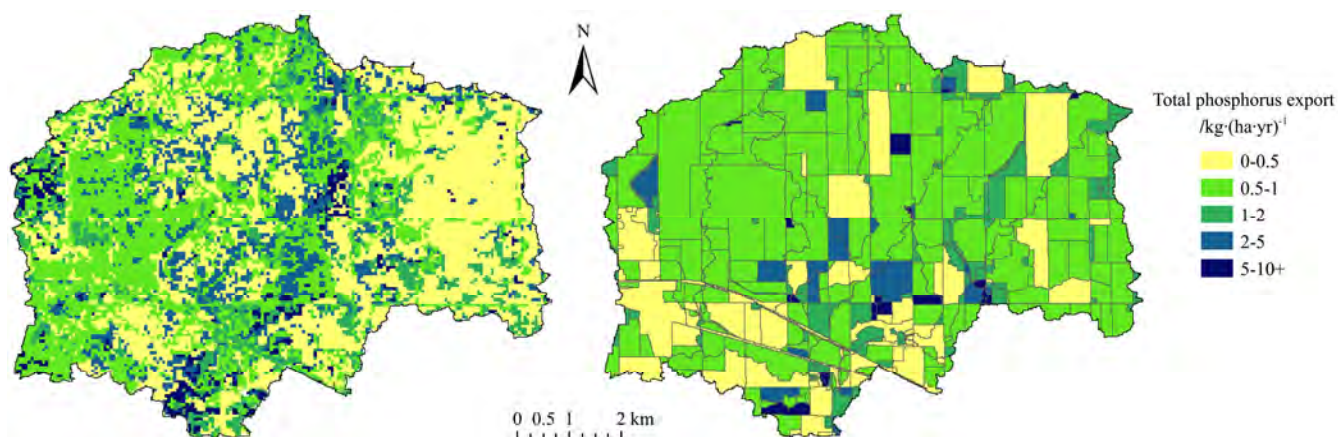 N
Total phosphorus export
/kg·(ha·yr)⁻¹
0-0.5
0.5-1
1-2
2-5
5-10+
0 0.5 1 2 km